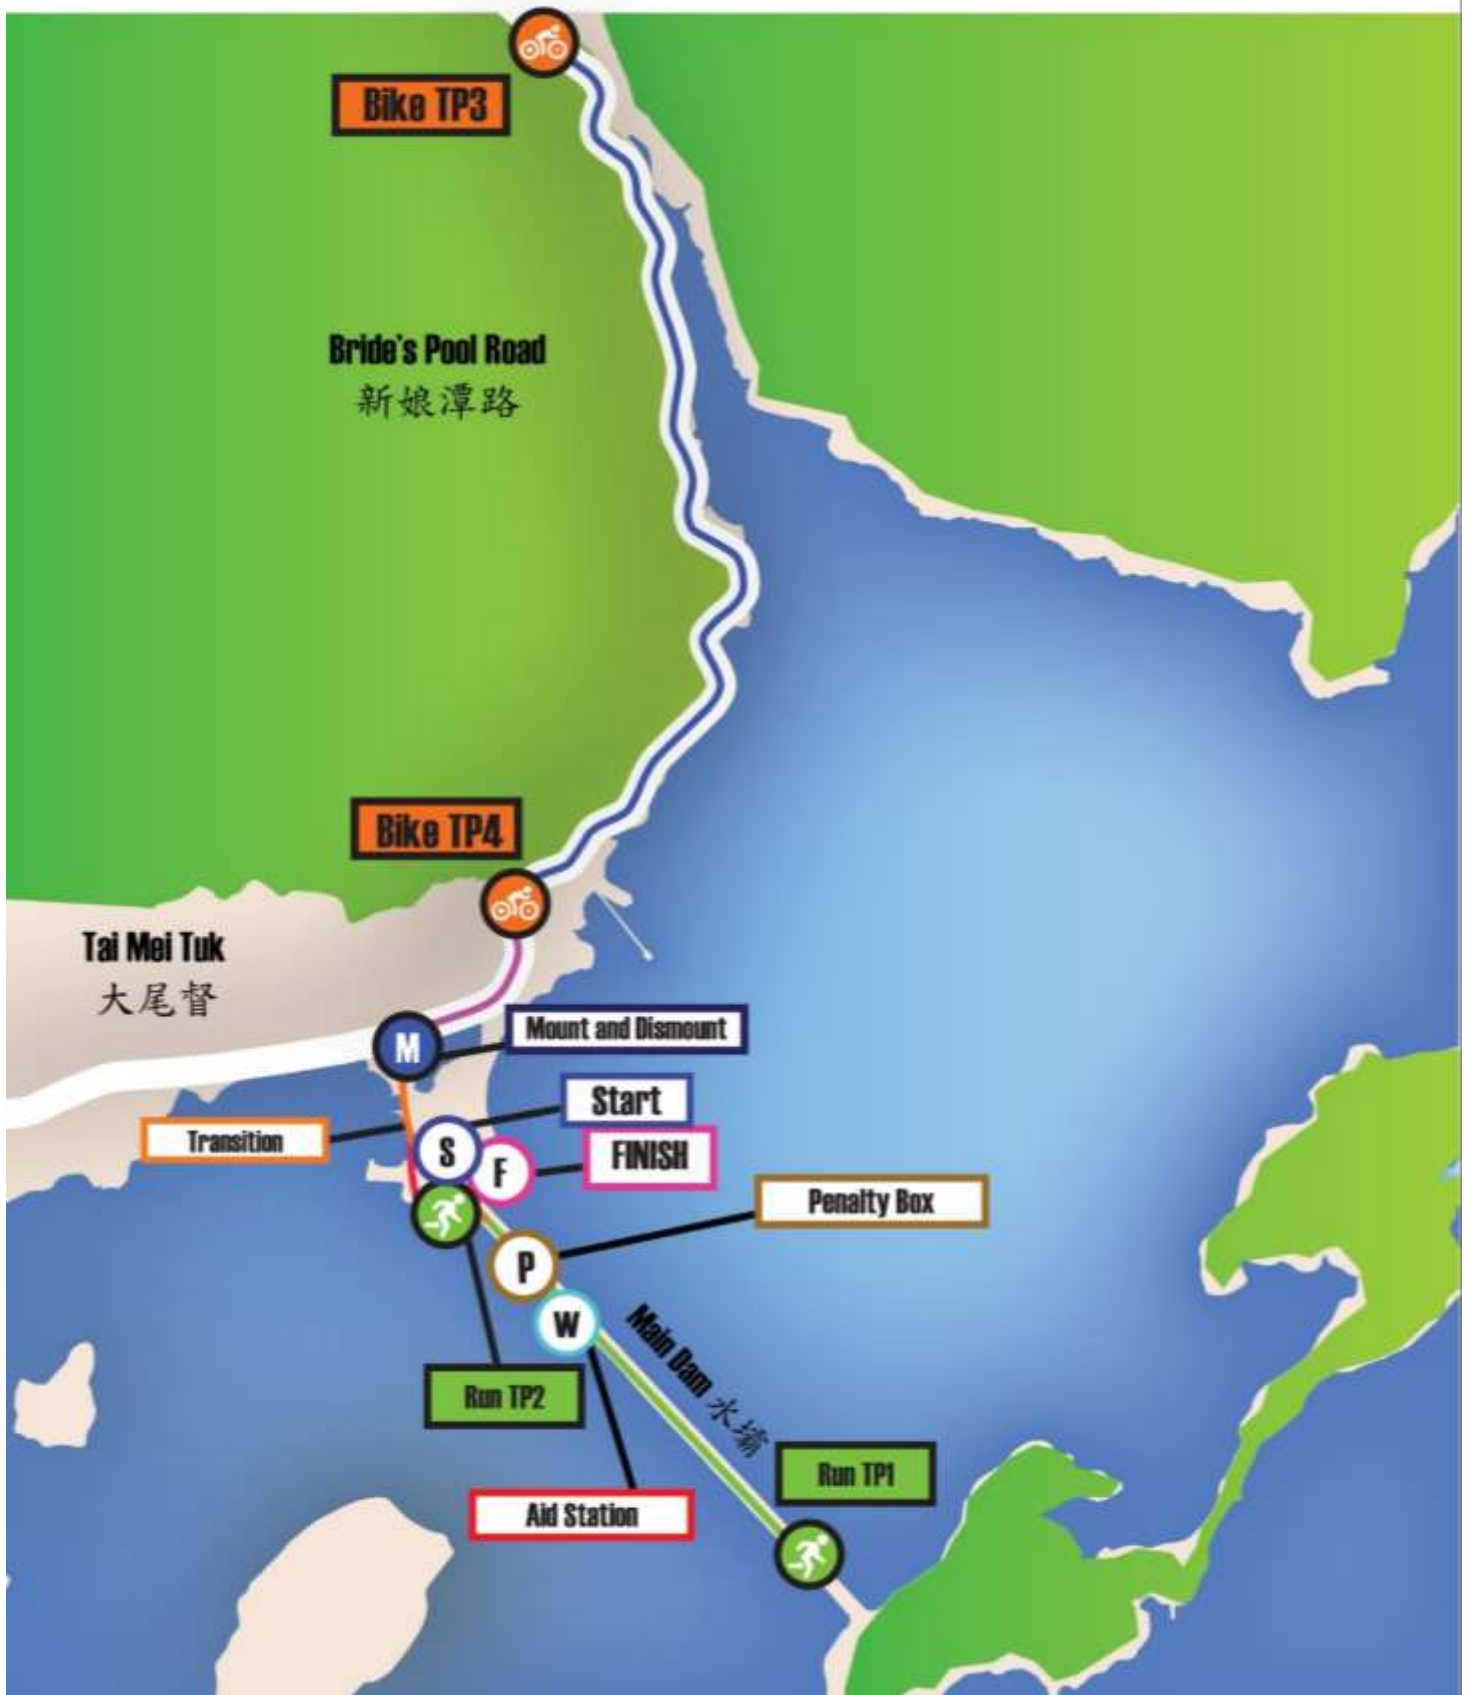 Bike TP3
Bride's Pool Road
新娘潭路
Bike TP4
Tai Mei Tuk
大尾督
M
Mount and Dismount
Start
Transition
S
F
FINISH
Penalty Box
P
W
Main Dam 水壩
Run TP2
Run TP1
Aid Station